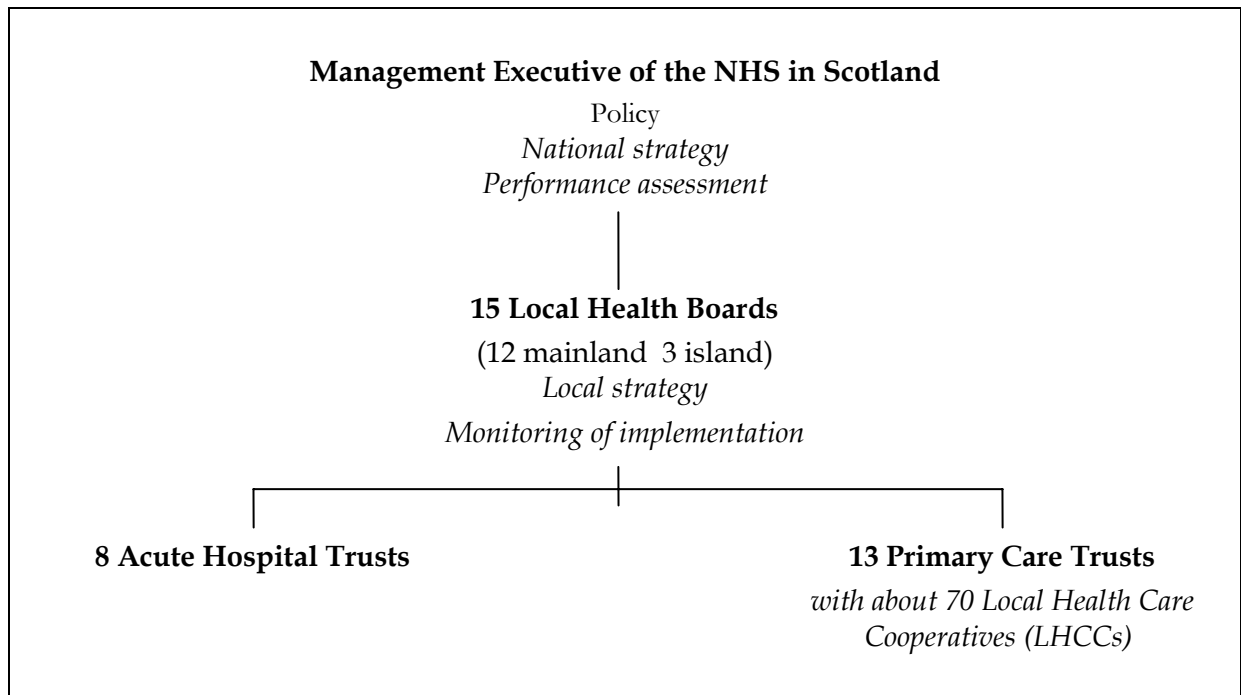 Management Executive of the NHS in Scotland
Policy
National strategy
Performance assessment
15 Local Health Boards
(12 mainland  3 island)
Local strategy
Monitoring of implementation
8 Acute Hospital Trusts
13 Primary Care Trusts
with about 70 Local Health Care
Cooperatives (LHCCs)